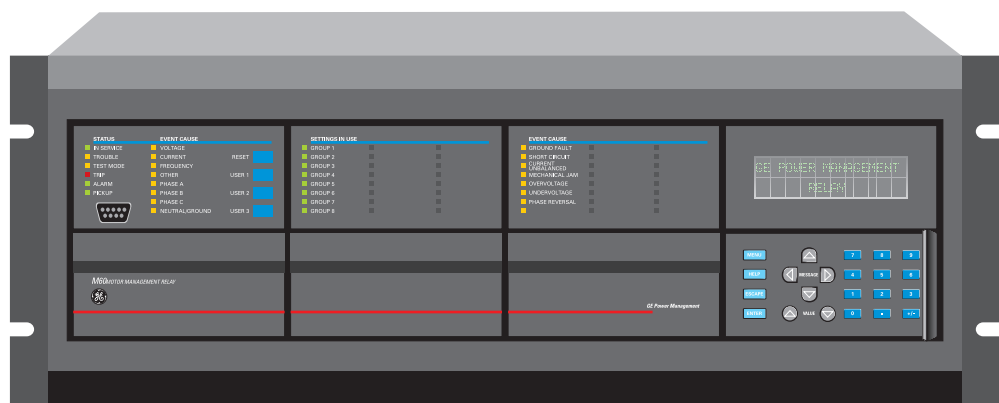 STATUS
EVENT CAUSE
IN SERVICE
VOLTAGE
TROUBLE
CURRENT
RESET
TEST MODE
FREQUENCY
TRIP
OTHER
USER 1
ALARM
PHASE A
PICKUP
PHASE B
USER 2
PHASE C
NEUTRAL/GROUND
USER 3
SETTINGS IN USE
GROUP 1
GROUP 2
GROUP 3
GROUP 4
GROUP 5
GROUP 6
GROUP 7
GROUP 8
EVENT CAUSE
GROUND FAULT
SHORT CIRCUIT
CURRENT
UNBALANCED
MECHANICAL JAM
OVERVOLTAGE
UNDERVOLTAGE
PHASE REVERSAL
GE POWER MANAGEMENT
RELAY
M60 MOTOR MANAGEMENT RELAY
GE
GE Power Management
MENU
7 8 9
HELP
MESSAGE
4 5 6
ESCAPE
1 2 3
ENTER
VALUE
0 . +/-